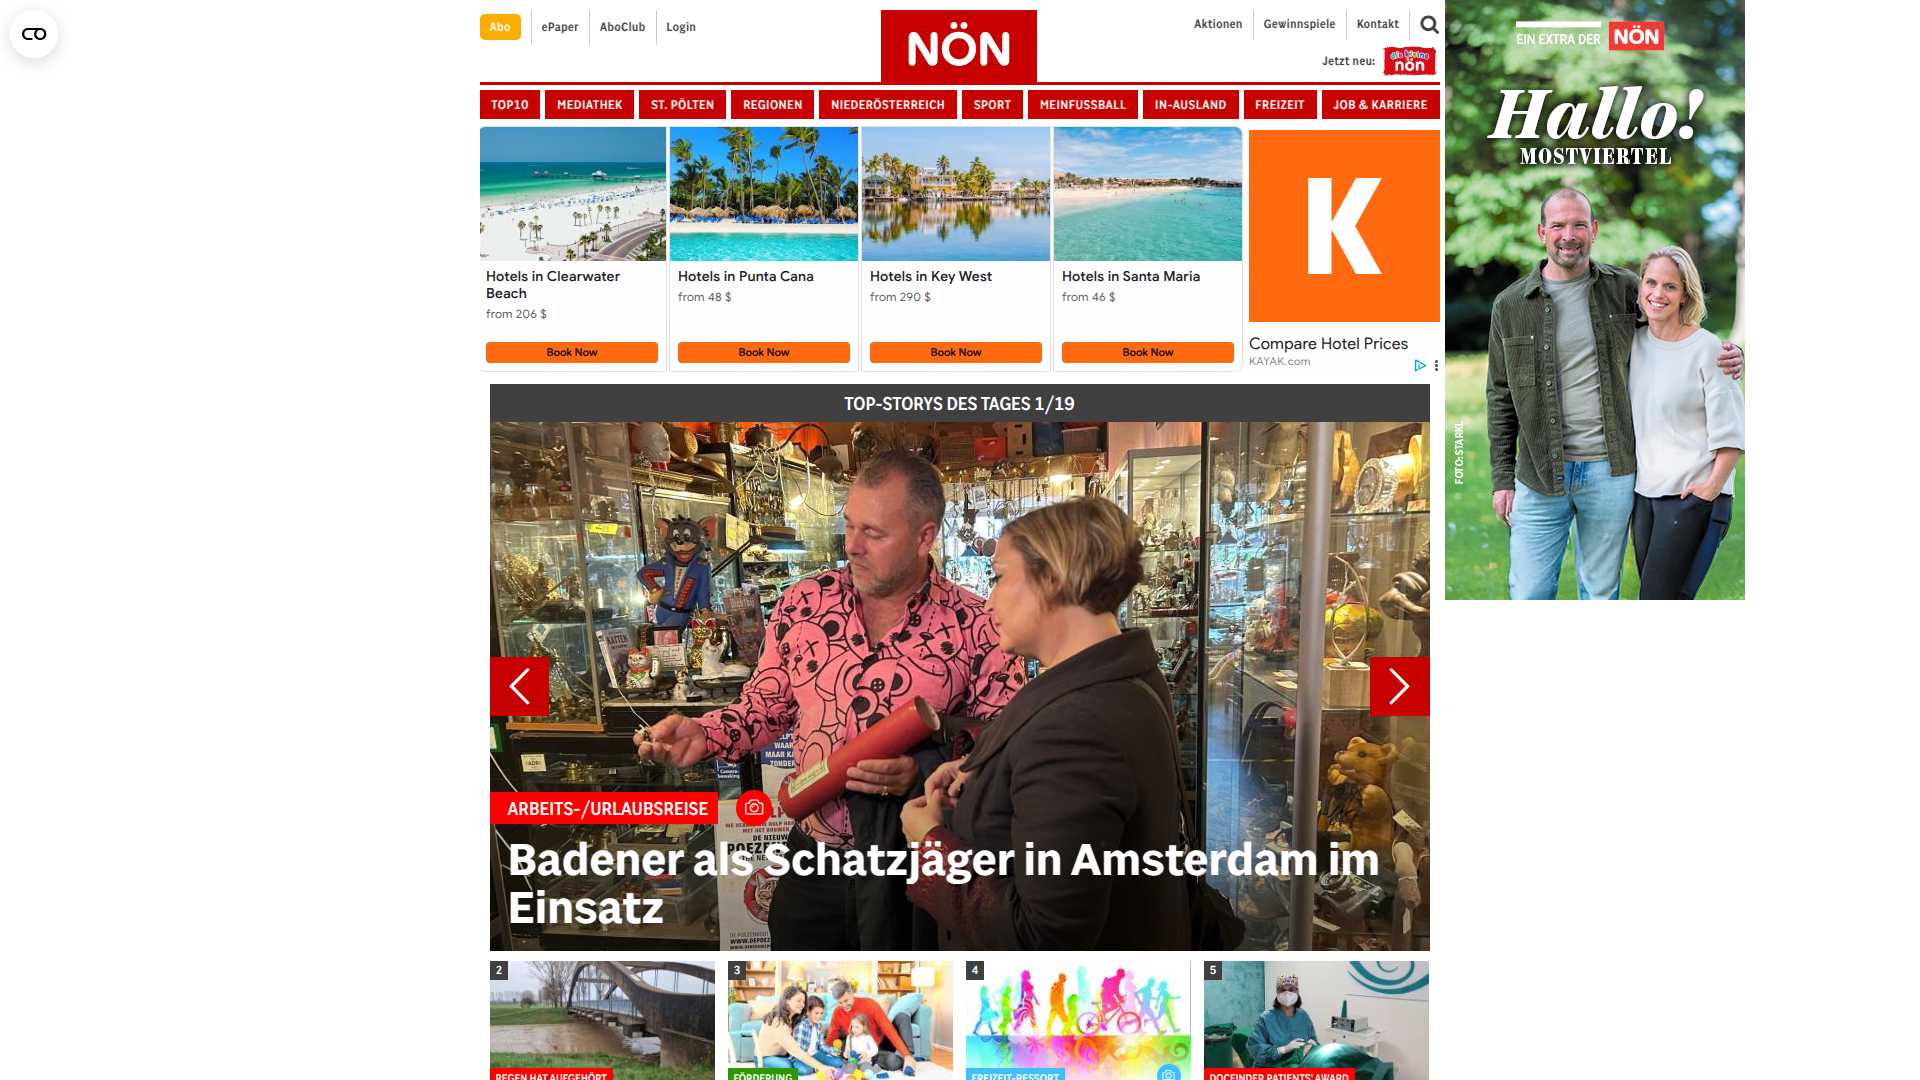 Abo
ePaper
AboClub
Login
NÖN
Aktionen
Gewinnspiele
Kontakt
Jetzt neu:
die kleine
nön
TOP10
MEDIATHEK
ST. PÖLTEN
REGIONEN
NIEDERÖSTERREICH
SPORT
MEINFUSSBALL
IN-AUSLAND
FREIZEIT
JOB & KARRIERE
Hotels in Clearwater
Beach
from 206 $
Book Now
Hotels in Punta Cana
from 48 $
Book Now
Hotels in Key West
from 290 $
Book Now
Hotels in Santa Maria
from 46 $
Book Now
K
Compare Hotel Prices
KAYAK.com
EIN EXTRA DER NÖN
Hallo!
MOSTVIERTEL
FOTO: STARKL
TOP-STORYS DES TAGES 1/19
KATTEN
ARBEITS-/URLAUBSREISE
Badener als Schatzjäger in Amsterdam im
Einsatz
2
REGEN HAT AUFGEHÖRT
3
FÖRDERUNG
4
FREIZEIT-RESSORT
5
DOCFINDER PATIENTS' AWARD